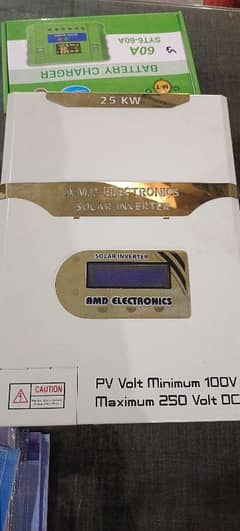 60A
SYT6-60A
BATTERY CHARGER
2.5 KW
ELECTRONICS
SOLAR INVERTER
SOLAR INVERTER
AMD ELECTRONICS
CAUTION
PV Volt Minimum 100V
Maximum 250 Volt DC